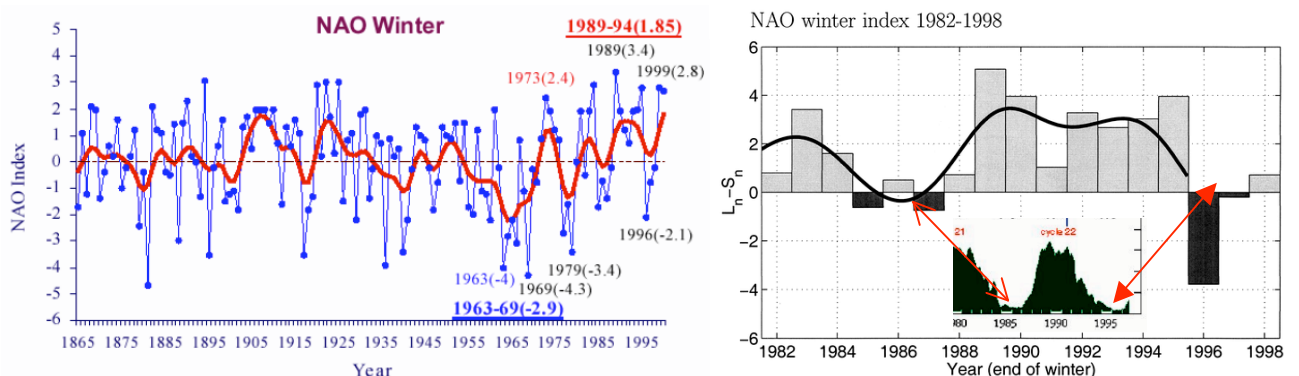 NAO Winter
1989-94(1.85)
1989(3.4)
1999(2.8)
1973(2.4)
1996(-2.1)
1979(-3.4)
1963(-4)
1969(-4.3)
1963-69(-2.9)
NAO Index
5
4
3
2
1
0
-1
-2
-3
-4
-5
-6
1865 1875 1885 1895 1905 1915 1925 1935 1945 1955 1965 1975 1985 1995
Year
NAO winter index 1982-1998
Ln-Sn
6
4
2
0
−2
−4
−6
21 cycle 22
980 1985 1990 1995
1982 1984 1986 1988 1990 1992 1994 1996 1998
Year (end of winter)